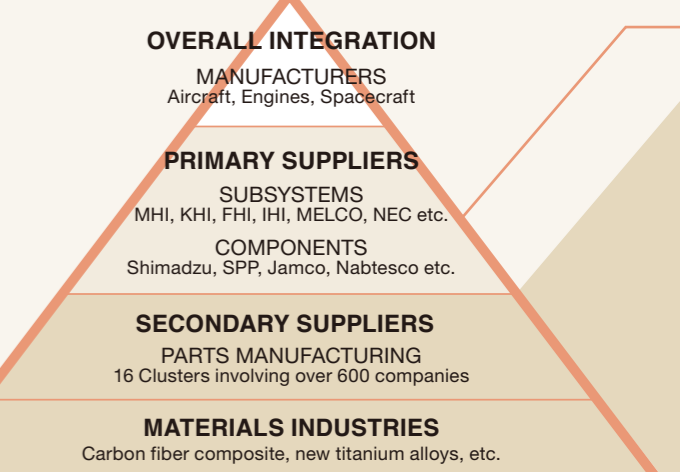 OVERALL INTEGRATION
MANUFACTURERS
Aircraft, Engines, Spacecraft
PRIMARY SUPPLIERS
SUBSYSTEMS
MHI, KHI, FHI, IHI, MELCO, NEC etc.
COMPONENTS
Shimadzu, SPP, Jamco, Nabtesco etc.
SECONDARY SUPPLIERS
PARTS MANUFACTURING
16 Clusters involving over 600 companies
MATERIALS INDUSTRIES
Carbon fiber composite, new titanium alloys, etc.